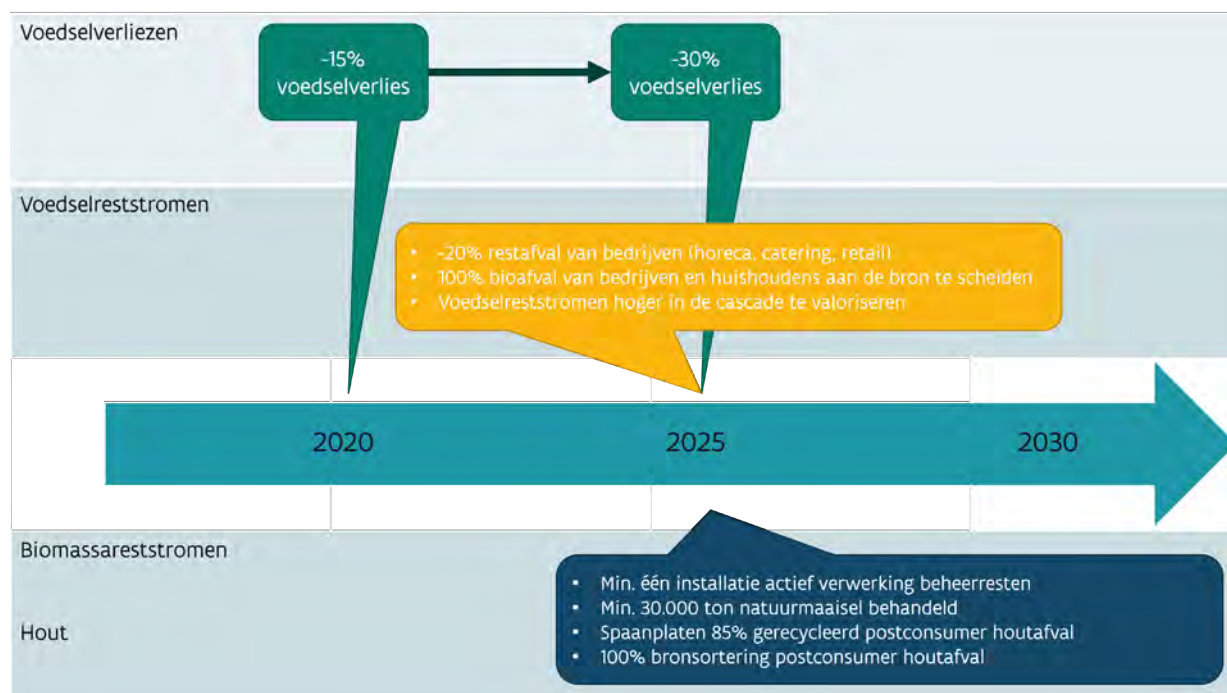 Voedselverliezen
-15%
voedselverlies
-30%
voedselverlies
Voedselreststromen
• -20% restafval van bedrijven (horeca, catering, retail)
• 100% bioafval van bedrijven en huishoudens aan de bron te scheiden
• Voedselreststromen hoger in de cascade te valoriseren
2020
2025
2030
Biomassareststromen
Hout
• Min. één installatie actief verwerking beheerresten
• Min. 30.000 ton natuurmaaisel behandeld
• Spaanplaten 85% gerecycleerd postconsumer houtafval
• 100% bronsortering postconsumer houtafval